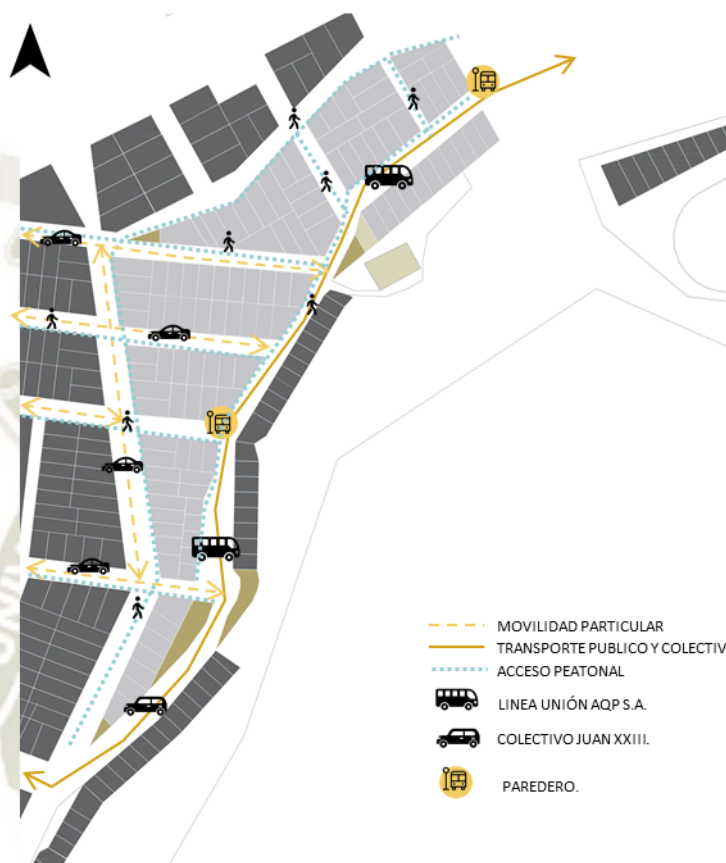 MOVILIDAD PARTICULAR
TRANSPORTE PUBLICO Y COLECTIV
ACCESO PEATONAL
LINEA UNIÓN AQP S.A.
COLECTIVO JUAN XXIII.
PAREDERO.